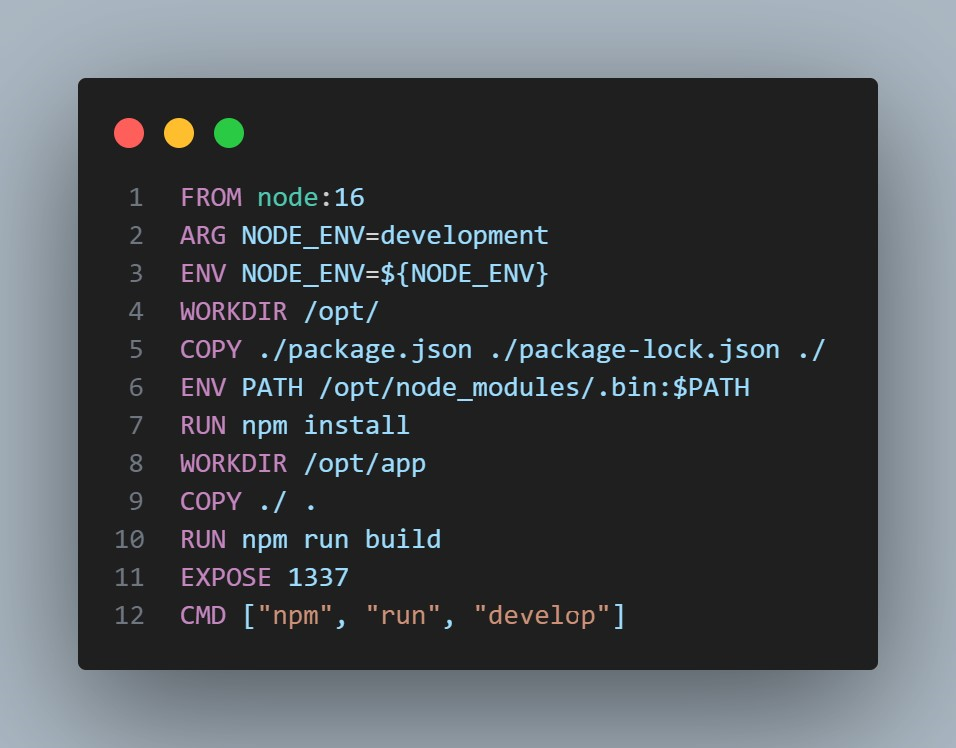 1 FROM node:16
2 ARG NODE_ENV=development
3 ENV NODE_ENV=${NODE_ENV}
4 WORKDIR /opt/
5 COPY ./package.json ./package-lock.json ./
6 ENV PATH /opt/node_modules/.bin:$PATH
7 RUN npm install
8 WORKDIR /opt/app
9 COPY ./ .
10 RUN npm run build
11 EXPOSE 1337
12 CMD ["npm", "run", "develop"]